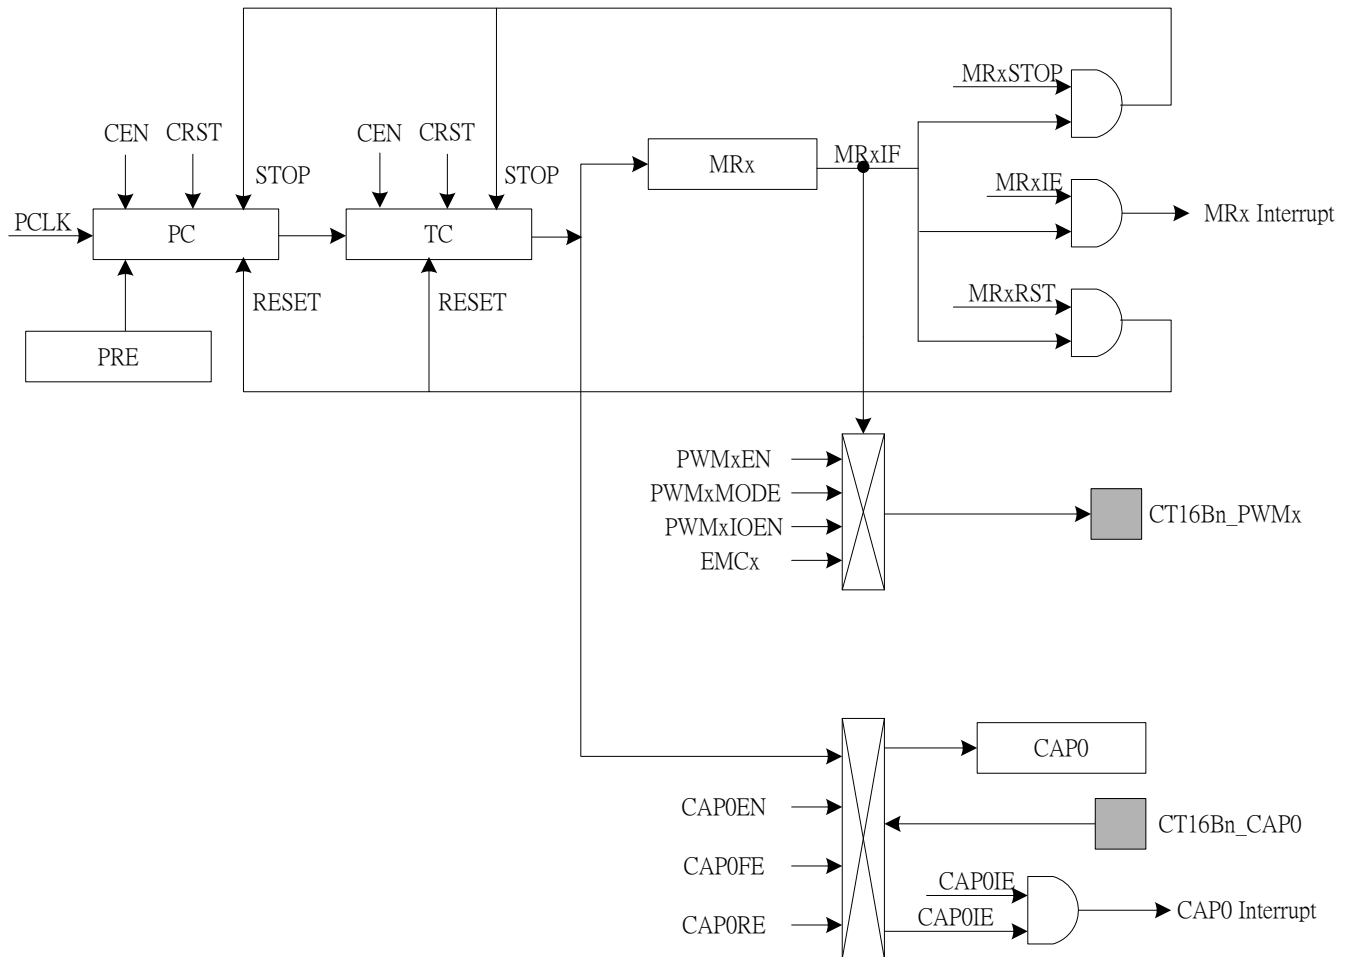 MRxSTOP
CEN
CRST
CEN
CRST
MRx
MRxIF
STOP
STOP
MRxIE
PCLK
PC
TC
MRx Interrupt
RESET
RESET
MRxRST
PRE
PWMxEN
PWMxMODE
PWMxIOEN
EMCx
CT16Bn_PWMx
CAP0
CAP0EN
CT16Bn_CAP0
CAP0FE
CAP0IE
CAP0IE
CAP0RE
CAP0 Interrupt